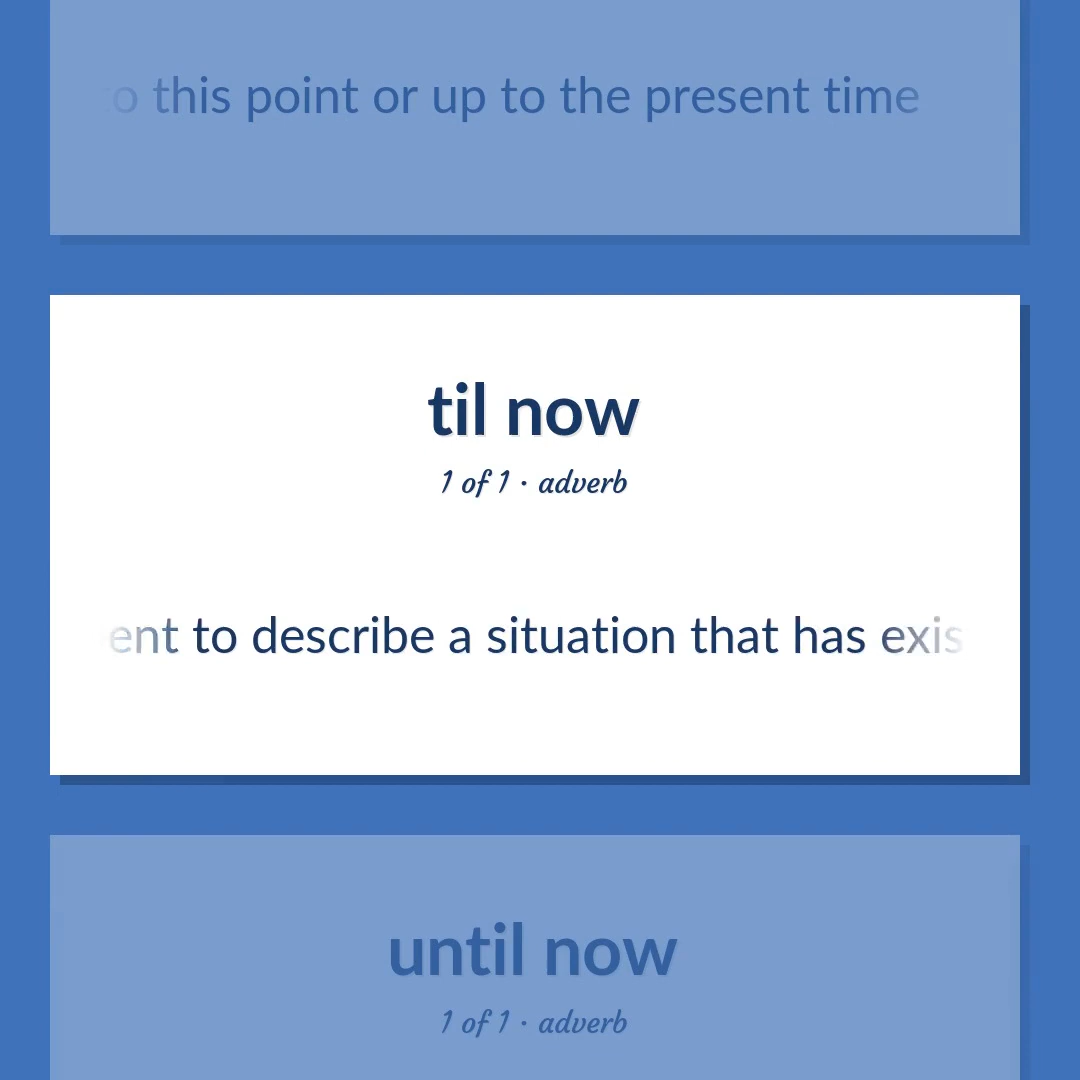 to this point or up to the present time
til now
1 of 1 · adverb
to describe a situation that has
until now
1 of 1 · adverb